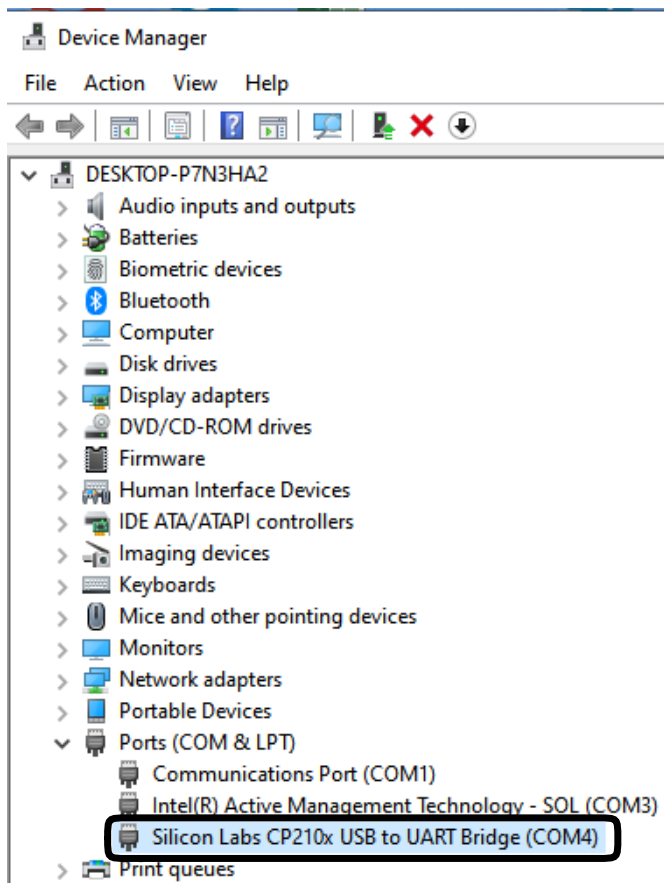 Device Manager
File Action View Help
DESKTOP-P7N3HA2
Audio inputs and outputs
Batteries
Biometric devices
Bluetooth
Computer
Disk drives
Display adapters
DVD/CD-ROM drives
Firmware
Human Interface Devices
IDE ATA/ATAPI controllers
Imaging devices
Keyboards
Mice and other pointing devices
Monitors
Network adapters
Portable Devices
Ports (COM & LPT)
Communications Port (COM1)
Intel(R) Active Management Technology - SOL (COM3)
Silicon Labs CP210x USB to UART Bridge (COM4)
Print queues